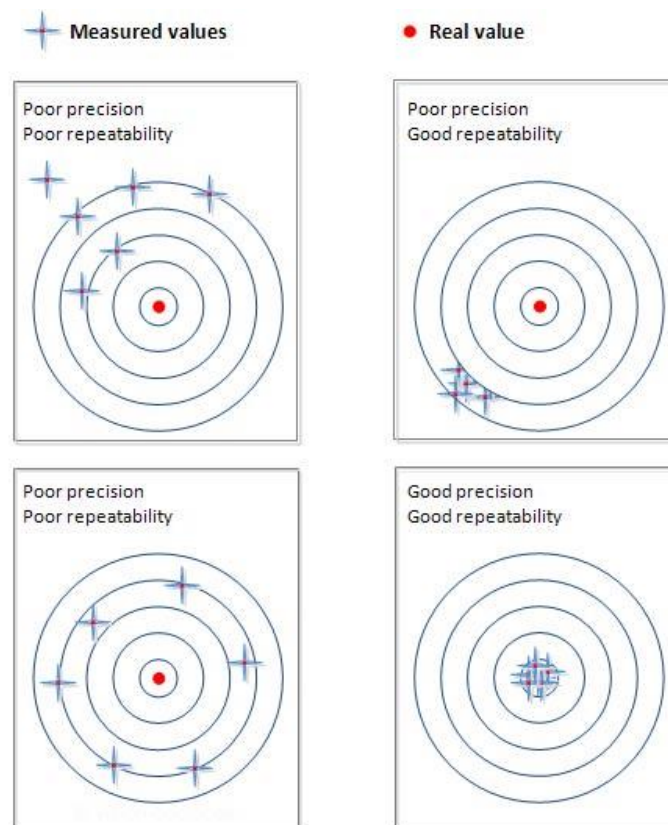 Measured values
Real value
Poor precision
Poor repeatability
Poor precision
Good repeatability
Poor precision
Poor repeatability
Good precision
Good repeatability